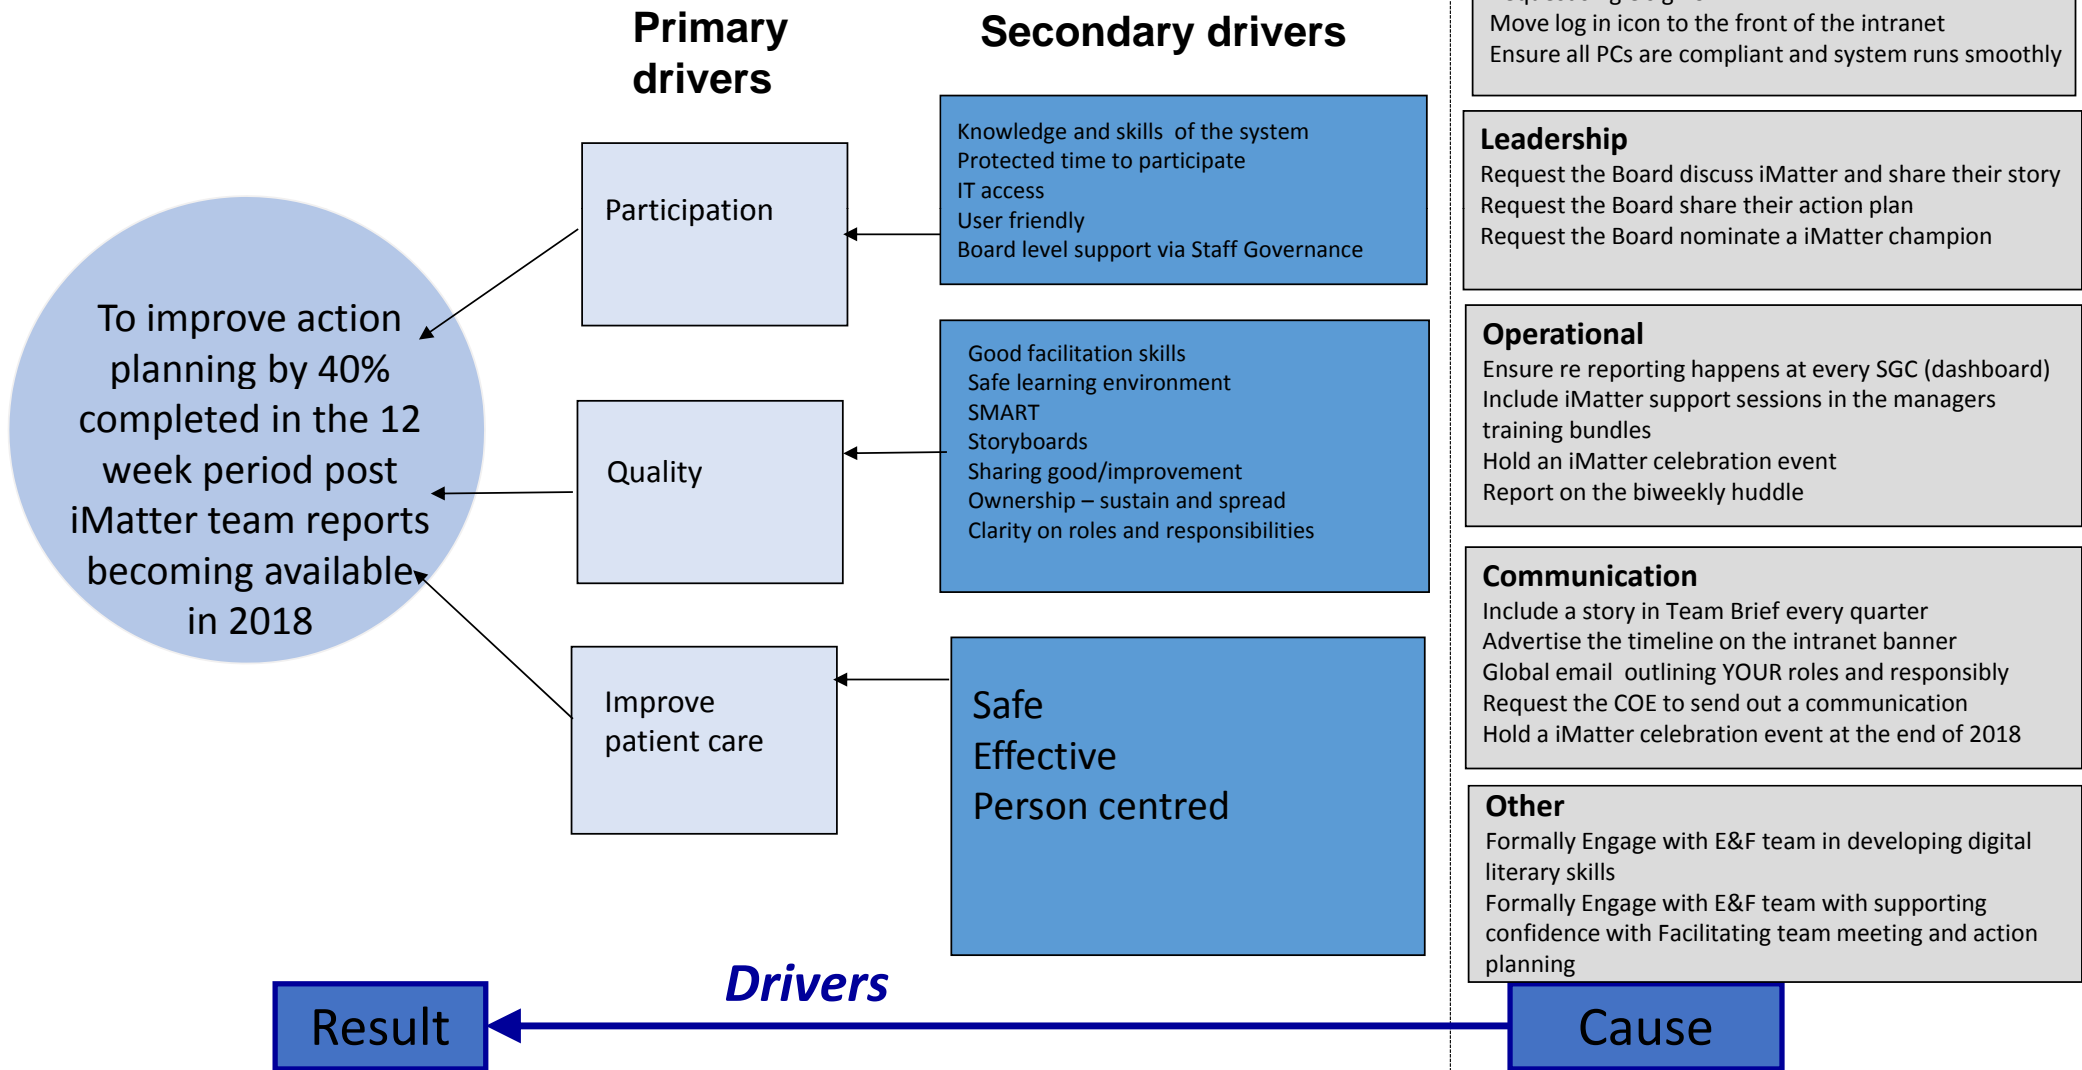 Primary
drivers
Secondary drivers
Move log in icon to the front of the intranet
Ensure all PCs are compliant and system runs smoothly
To improve action
planning by 40%
completed in the 12
week period post
iMatter team reports
becoming available
in 2018
Participation
Quality
Improve
patient care
Knowledge and skills  of the system
Protected time to participate
IT access
User friendly
Board level support via Staff Governance
Good facilitation skills
Safe learning environment
SMART
Storyboards
Sharing good/improvement
Ownership – sustain and spread
Clarity on roles and responsibilities
Safe
Effective
Person centred
Leadership
Request the Board discuss iMatter and share their story
Request the Board share their action plan
Request the Board nominate a iMatter champion
Operational
Ensure re reporting happens at every SGC (dashboard)
Include iMatter support sessions in the managers
training bundles
Hold an iMatter celebration event
Report on the biweekly huddle
Communication
Include a story in Team Brief every quarter
Advertise the timeline on the intranet banner
Global email  outlining YOUR roles and responsibly
Request the COE to send out a communication
Hold a iMatter celebration event at the end of 2018
Other
Formally Engage with E&F team in developing digital
literary skills
Formally Engage with E&F team with supporting
confidence with Facilitating team meeting and action
planning
Drivers
Result
Cause